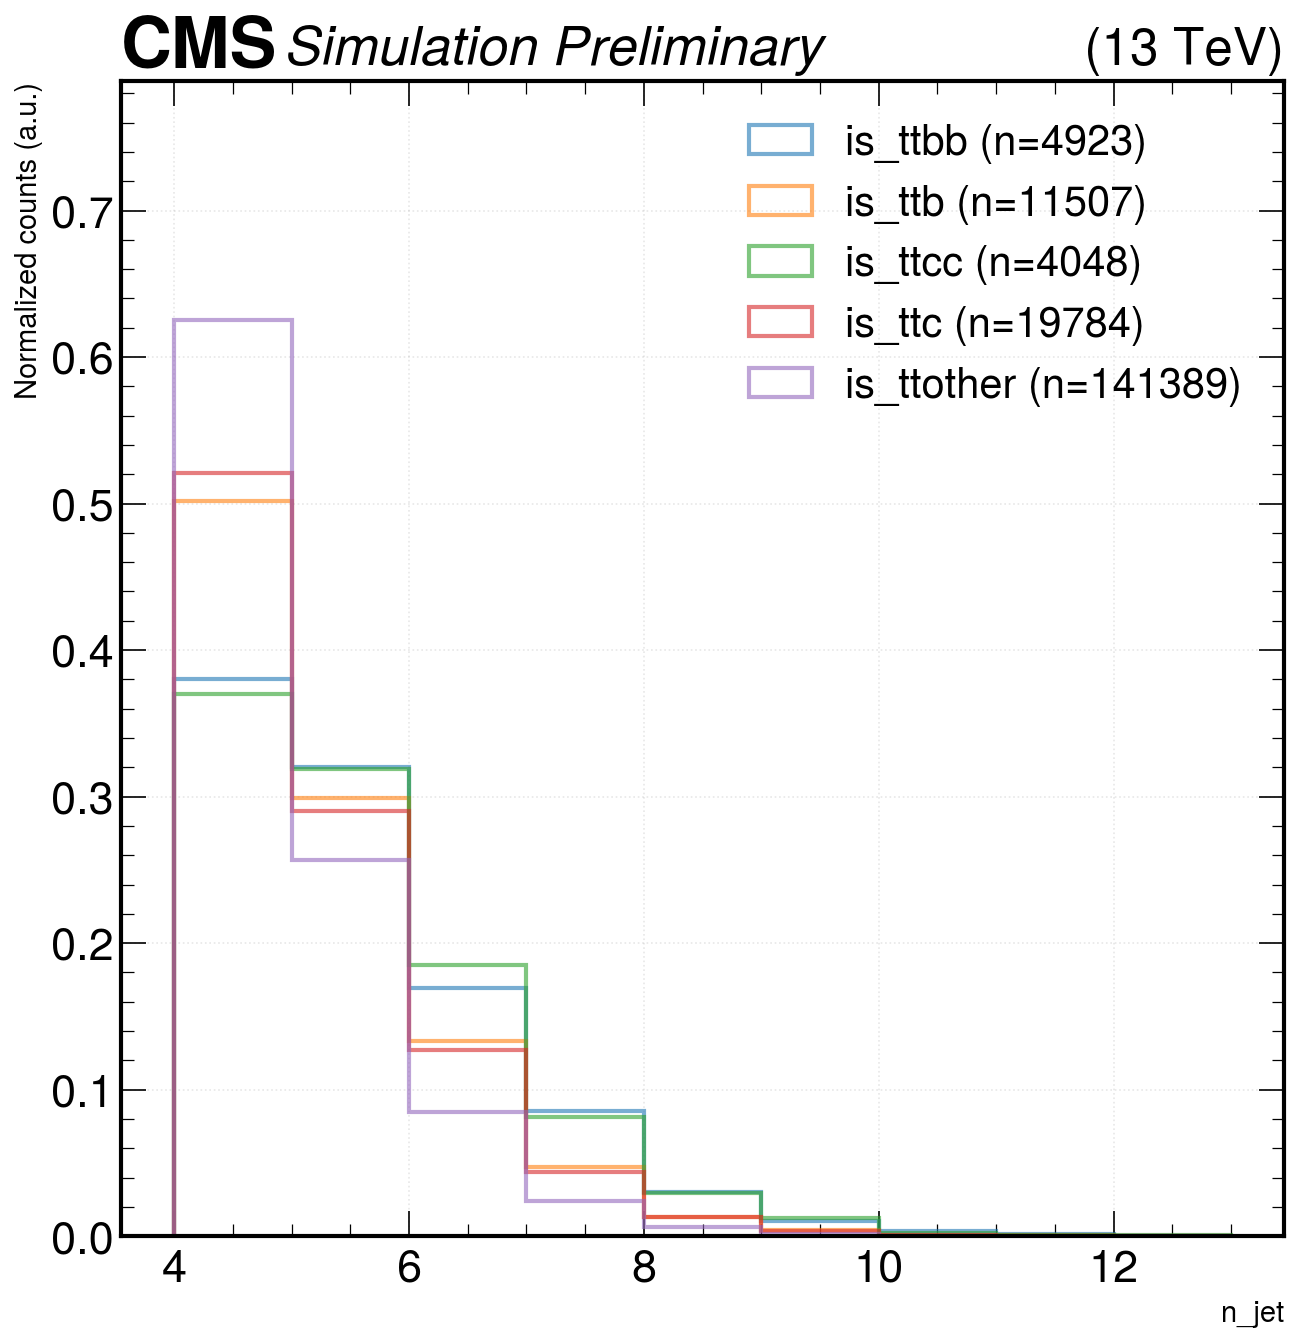 CMS Simulation Preliminary (13 TeV)
Normalized counts (a.u.)
is_ttbb (n=4923)
is_ttb (n=11507)
is_ttcc (n=4048)
is_ttc (n=19784)
is_ttother (n=141389)
0.7
0.6
0.5
0.4
0.3
0.2
0.1
0.0
4 6 8 10 12
n_jet